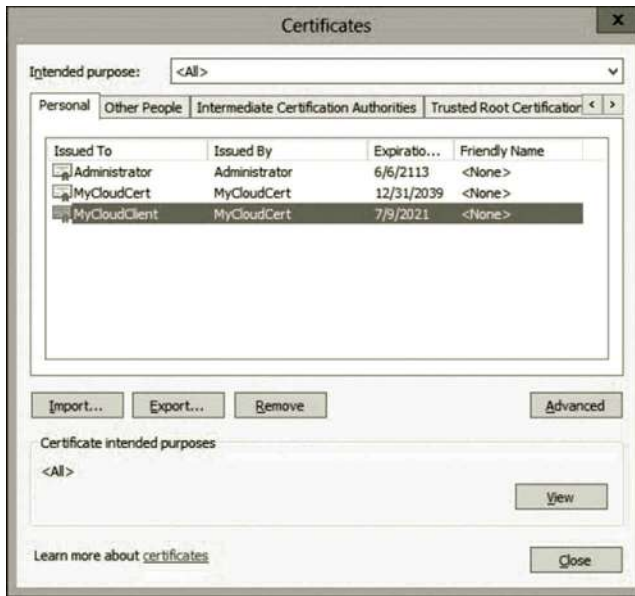 Certificates
x
Intended purpose: <All>
Personal Other People Intermediate Certification Authorities Trusted Root Certification < >
Issued To Issued By Expiratio... Friendly Name
Administrator Administrator 6/6/2113 <None>
MyCloudCert MyCloudCert 12/31/2039 <None>
MyCloudClient MyCloudCert 7/9/2021 <None>
Import... Export... Remove Advanced
Certificate intended purposes
<All>
View
Learn more about certificates
Close